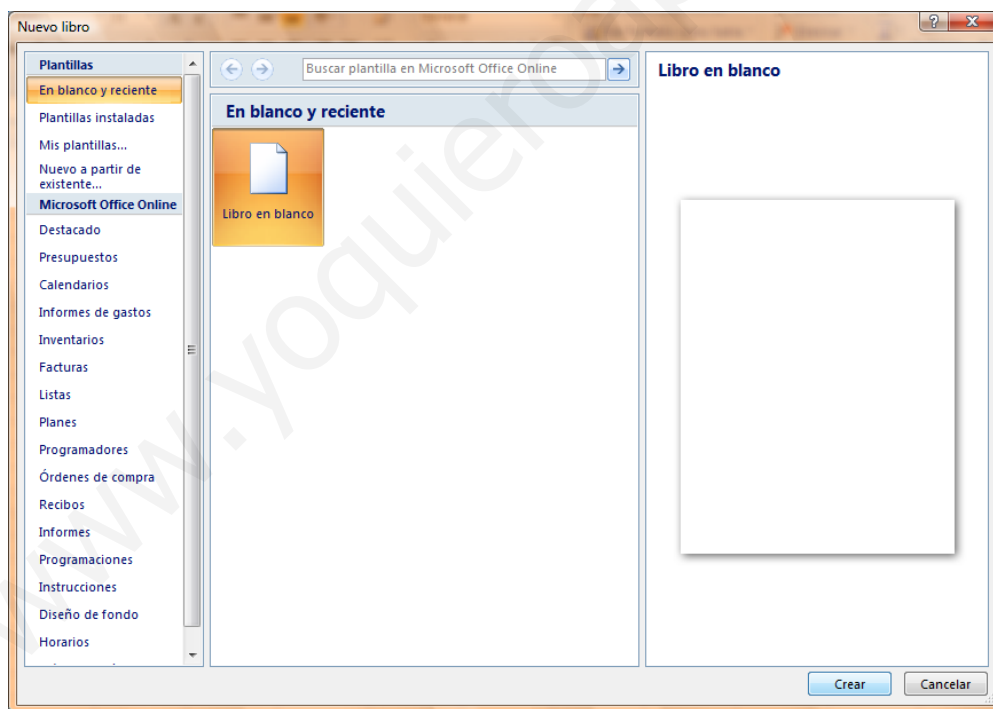 Nuevo libro
Plantillas
En blanco y reciente
Plantillas instaladas
Mis plantillas...
Nuevo a partir de
existente...
Microsoft Office Online
Destacado
Presupuestos
Calendarios
Informes de gastos
Inventarios
Facturas
Listas
Planes
Programadores
Órdenes de compra
Recibos
Informes
Programaciones
Instrucciones
Diseño de fondo
Horarios
Buscar plantilla en Microsoft Office Online
En blanco y reciente
Libro en blanco
Libro en blanco
Crear
Cancelar
www.yoquieroap